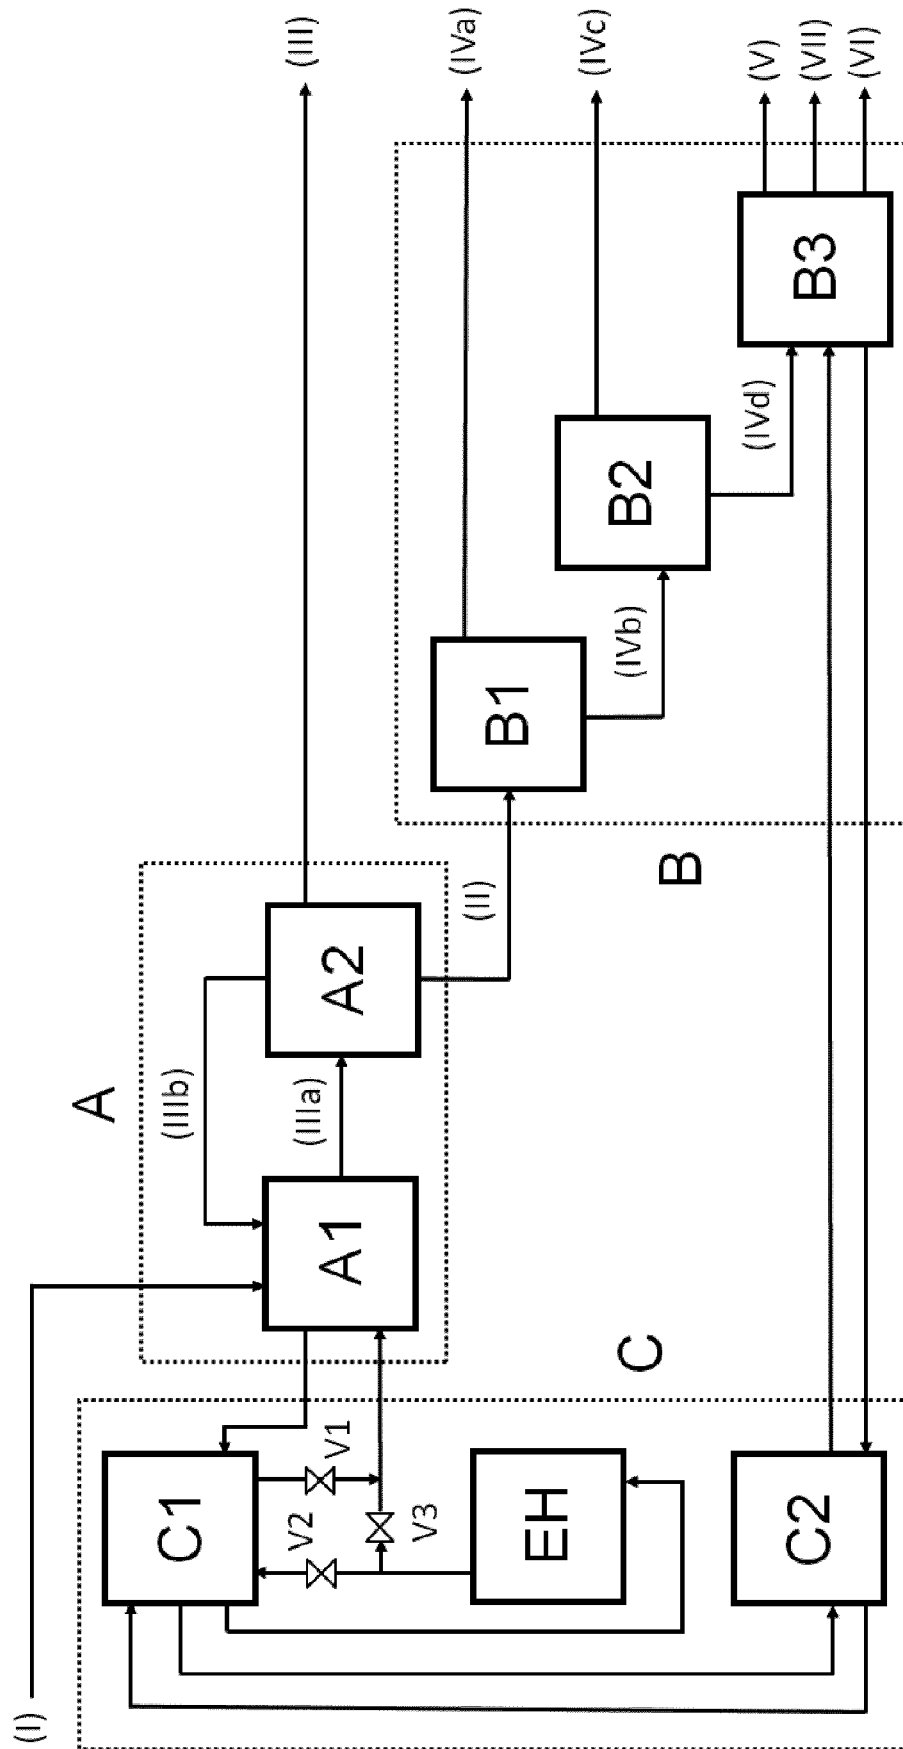 (I)
A
(IIIb)
(IIIa)
A1
A2
(III)
C1
V1
V2
V3
EH
C2
C
(II)
B
B1
(IVa)
(IVb)
B2
(IVc)
(IVd)
B3
(V)
(VII)
(VI)